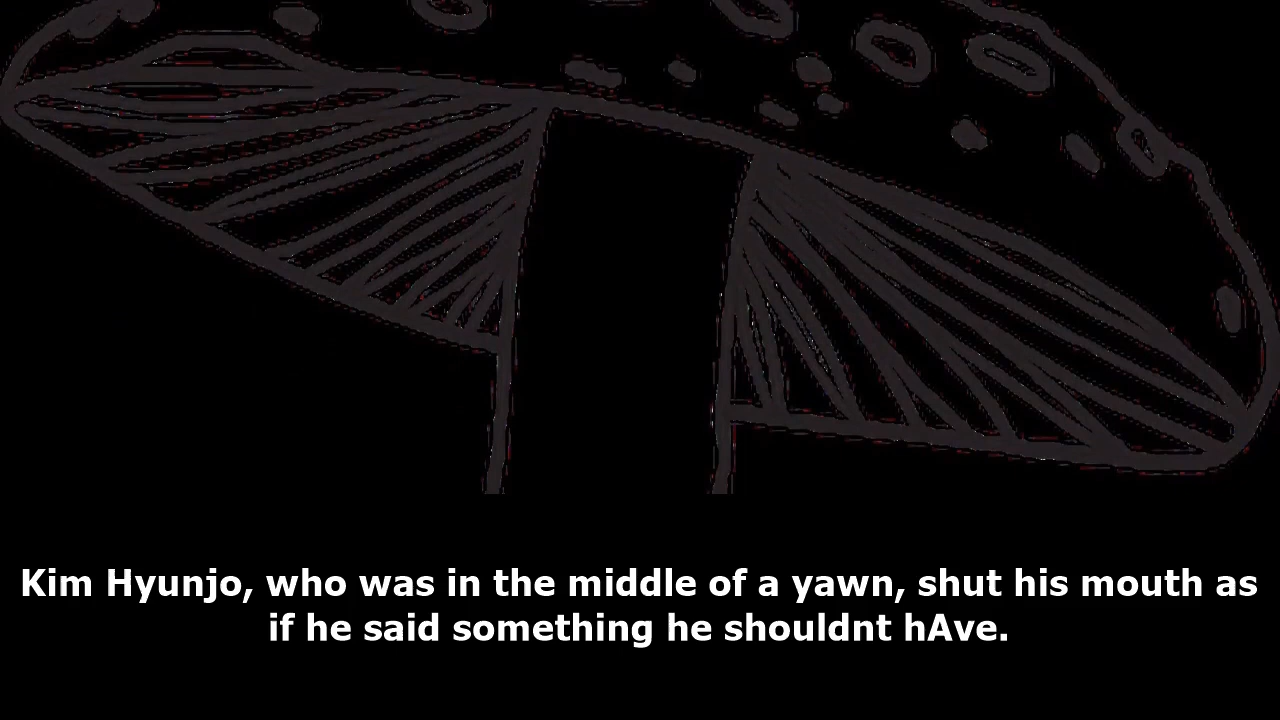 Kim Hyunjo, who was in the middle of a yawn, shut his mouth as
if he said something he shouldnt hAve.